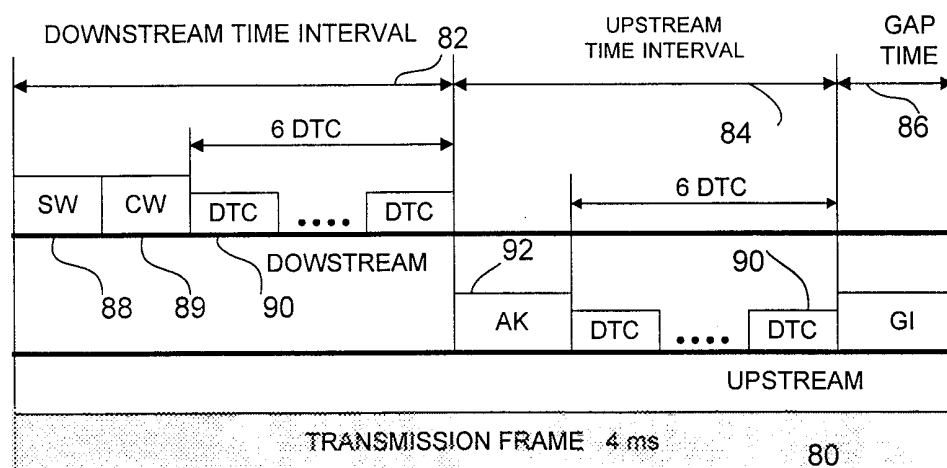 DOWNSTREAM TIME INTERVAL
82
UPSTREAM
TIME INTERVAL
GAP
TIME
84
86
6 DTC
6 DTC
SW
CW
DTC
....
DTC
DOWSTREAM
88
89
90
92
90
AK
DTC
....
DTC
GI
UPSTREAM
TRANSMISSION FRAME 4 ms
80